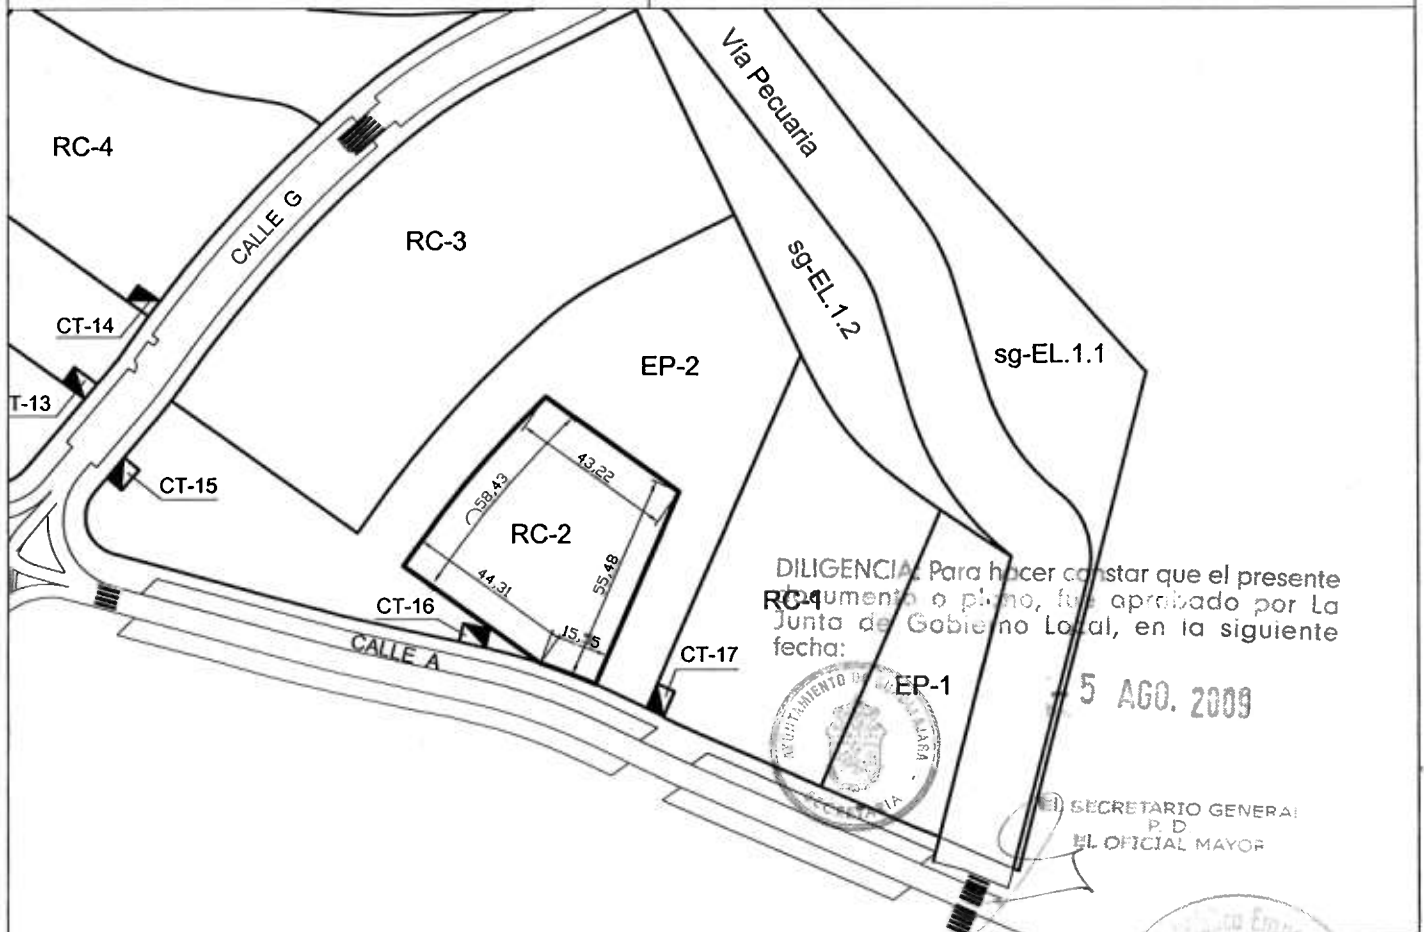 Vía Pecuaria
RC-4
CALLE G
RC-3
sg-EL.1.2
CT-14
sg-EL.1.1
EP-2
T-13
43,22
58,43
CT-15
RC-2
55,48
44,31
DILIGENCIA: Para hacer constar que el presente
documento o plano, fue aprobado por La
RC-1
Junta de Gobierno Local, en la siguiente
fecha:
CT-16
CALLE A
CT-17
EP-1
5 AGO. 2009
AYUNTAMIENTO DE GUADALAJARA
SECRETARIA
EL SECRETARIO GENERAL
P. D
EL OFICIAL MAYOR